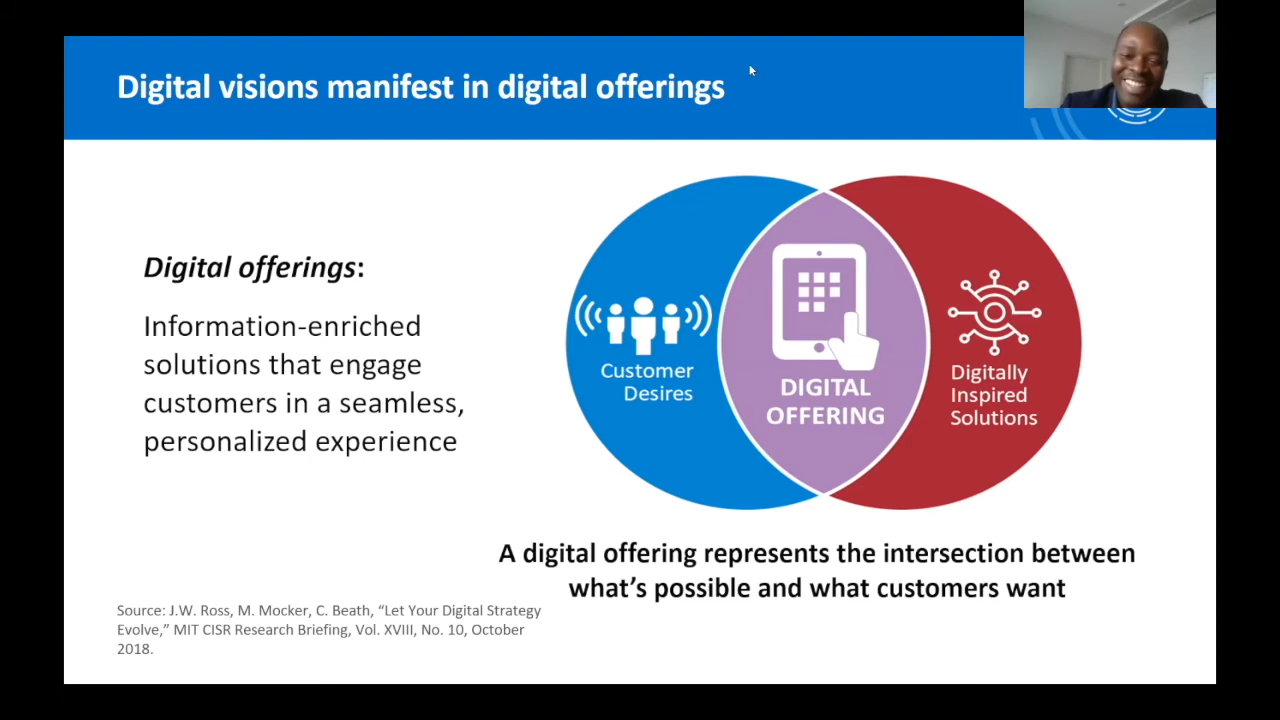 Digital visions manifest in digital offerings
Digital offerings:
Information-enriched
solutions that engage
customers in a seamless,
personalized experience
Customer
Desires
DIGITAL
OFFERING
Digitally
Inspired
Solutions
A digital offering represents the intersection between
what’s possible and what customers want
Source: J.W. Ross, M. Mocker, C. Beath, “Let Your Digital Strategy
Evolve,” MIT CISR Research Briefing, Vol. XVIII, No. 10, October
2018.